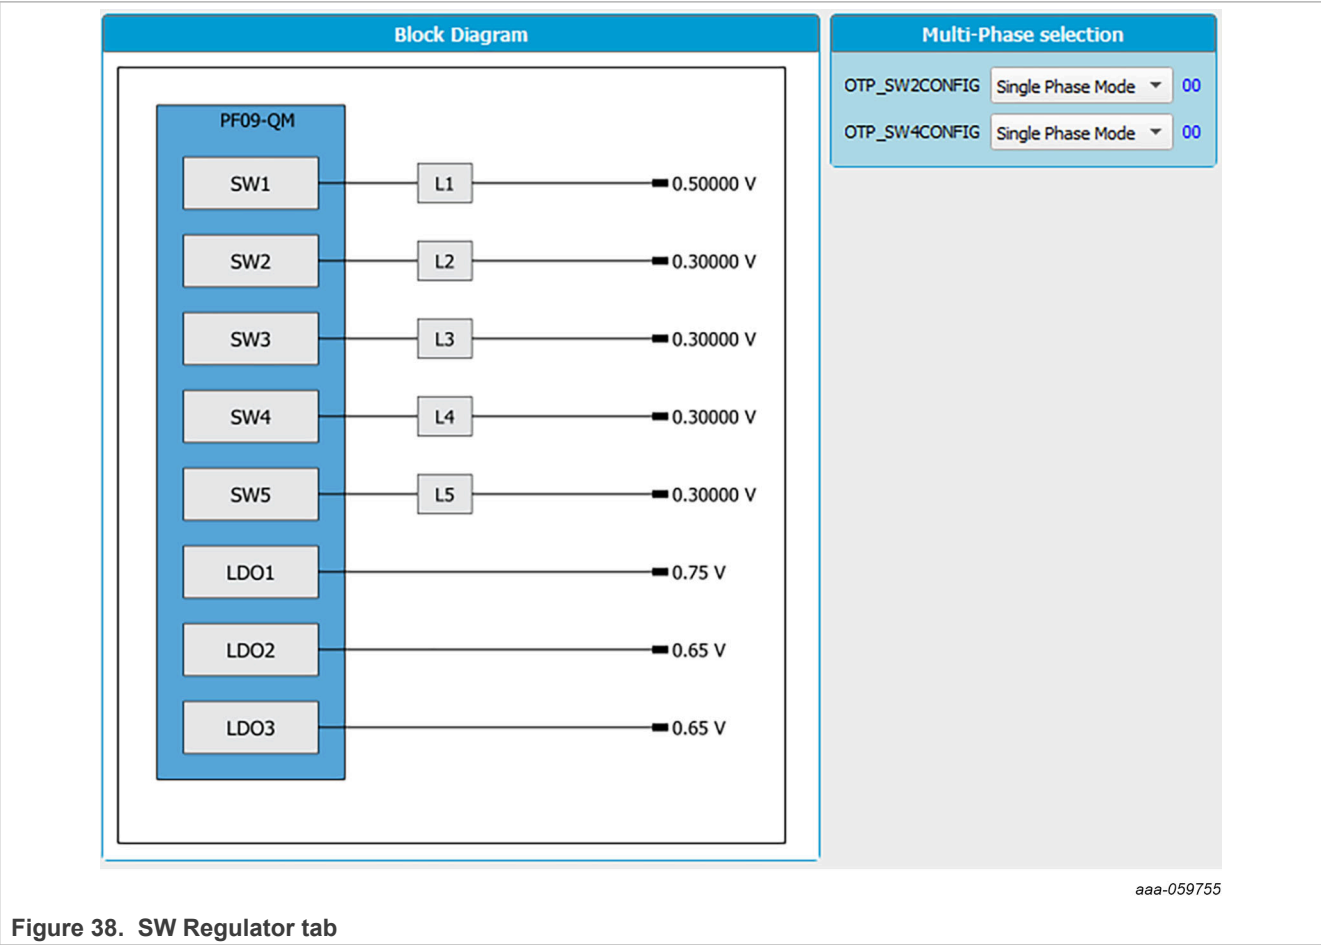 Block Diagram
Multi-Phase selection
OTP_SW2CONFIG Single Phase Mode 00
OTP_SW4CONFIG Single Phase Mode 00
PF09-QM
SW1 L1 0.50000 V
SW2 L2 0.30000 V
SW3 L3 0.30000 V
SW4 L4 0.30000 V
SW5 L5 0.30000 V
LDO1 0.75 V
LDO2 0.65 V
LDO3 0.65 V
aaa-059755
Figure 38. SW Regulator tab